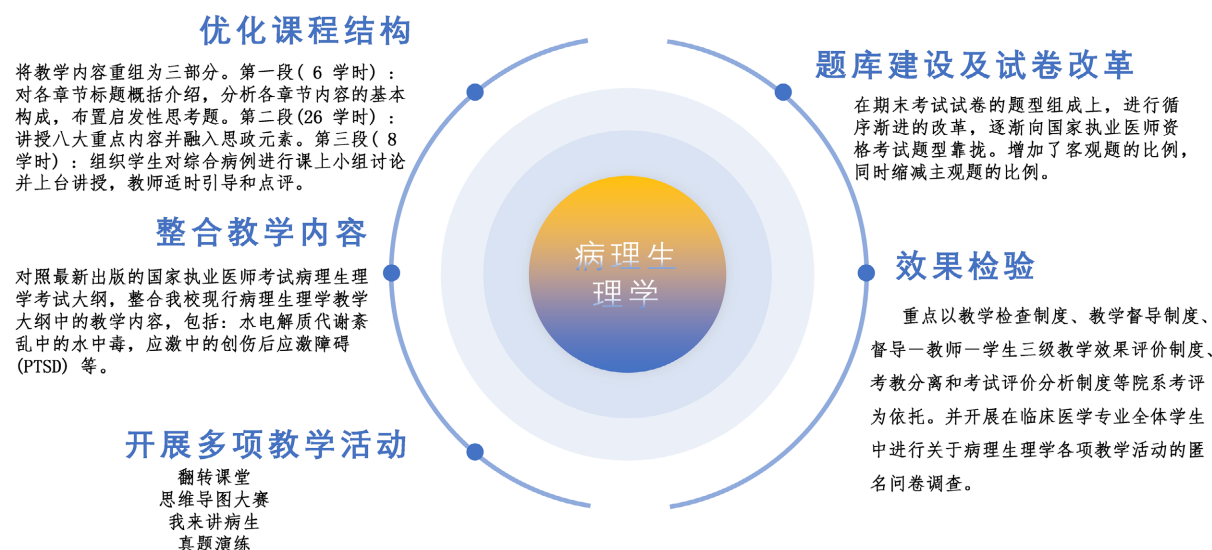 优化课程结构
将教学内容重组为三部分。第一段( 6 学时) ：
对各章节标题概括介绍，分析各章节内容的基本
构成，布置启发性思考题。第二段(26 学时) ：
讲授八大重点内容并融入思政元素。第三段( 8
学时) ：组织学生对综合病例进行课上小组讨论
并上台讲授，教师适时引导和点评。
整合教学内容
对照最新出版的国家执业医师考试病理生理
学考试大纲，整合我校现行病理生理学教学
大纲中的教学内容，包括：水电解质代谢紊
乱中的水中毒，应激中的创伤后应激障碍
(PTSD) 等。
开展多项教学活动
翻转课堂
思维导图大赛
我来讲病生
真题演练
病理生
理学
题库建设及试卷改革
在期末考试试卷的题型组成上，进行循
序渐进的改革，逐渐向国家执业医师资
格考试题型靠拢。增加了客观题的比例，
同时缩减主观题的比例。
效果检验
重点以教学检查制度、教学督导制度、
督导－教师－学生三级教学效果评价制度、
考教分离和考试评价分析制度等院系考评
为依托。并开展在临床医学专业全体学生
中进行关于病理生理学各项教学活动的匿
名问卷调查。